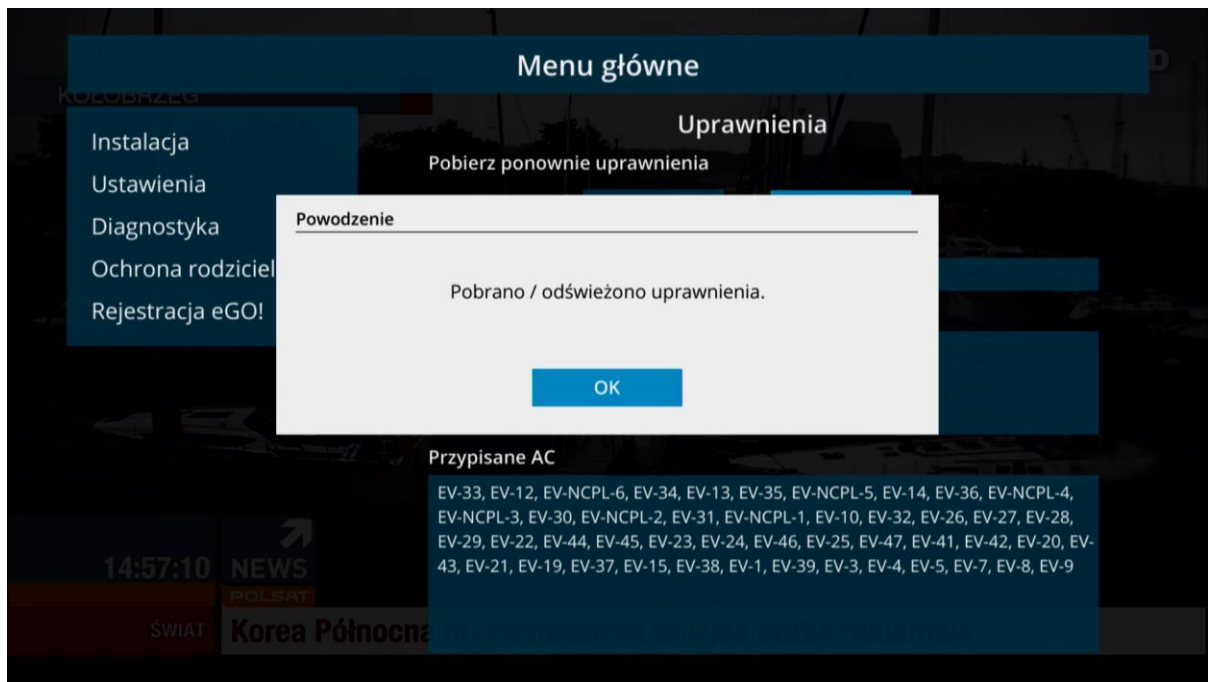 Menu główne
KOŁOBRZEG
Instalacja
Ustawienia
Diagnostyka
Ochrona rodziciel
Rejestracja eGO!
Uprawnienia
Pobierz ponownie uprawnienia
Powodzenie
Pobrano / odświeżono uprawnienia.
OK
Przypisane AC
EV-33, EV-12, EV-NCPL-6, EV-34, EV-13, EV-35, EV-NCPL-5, EV-14, EV-36, EV-NCPL-4,
EV-NCPL-3, EV-30, EV-NCPL-2, EV-31, EV-NCPL-1, EV-10, EV-32, EV-26, EV-27, EV-28,
EV-29, EV-22, EV-44, EV-45, EV-23, EV-24, EV-46, EV-25, EV-47, EV-41, EV-42, EV-20, EV-
43, EV-21, EV-19, EV-37, EV-15, EV-38, EV-1, EV-39, EV-3, EV-4, EV-5, EV-7, EV-8, EV-9
14:57:10
NEWS
POLSAT
ŚWIAT
Korea Północna